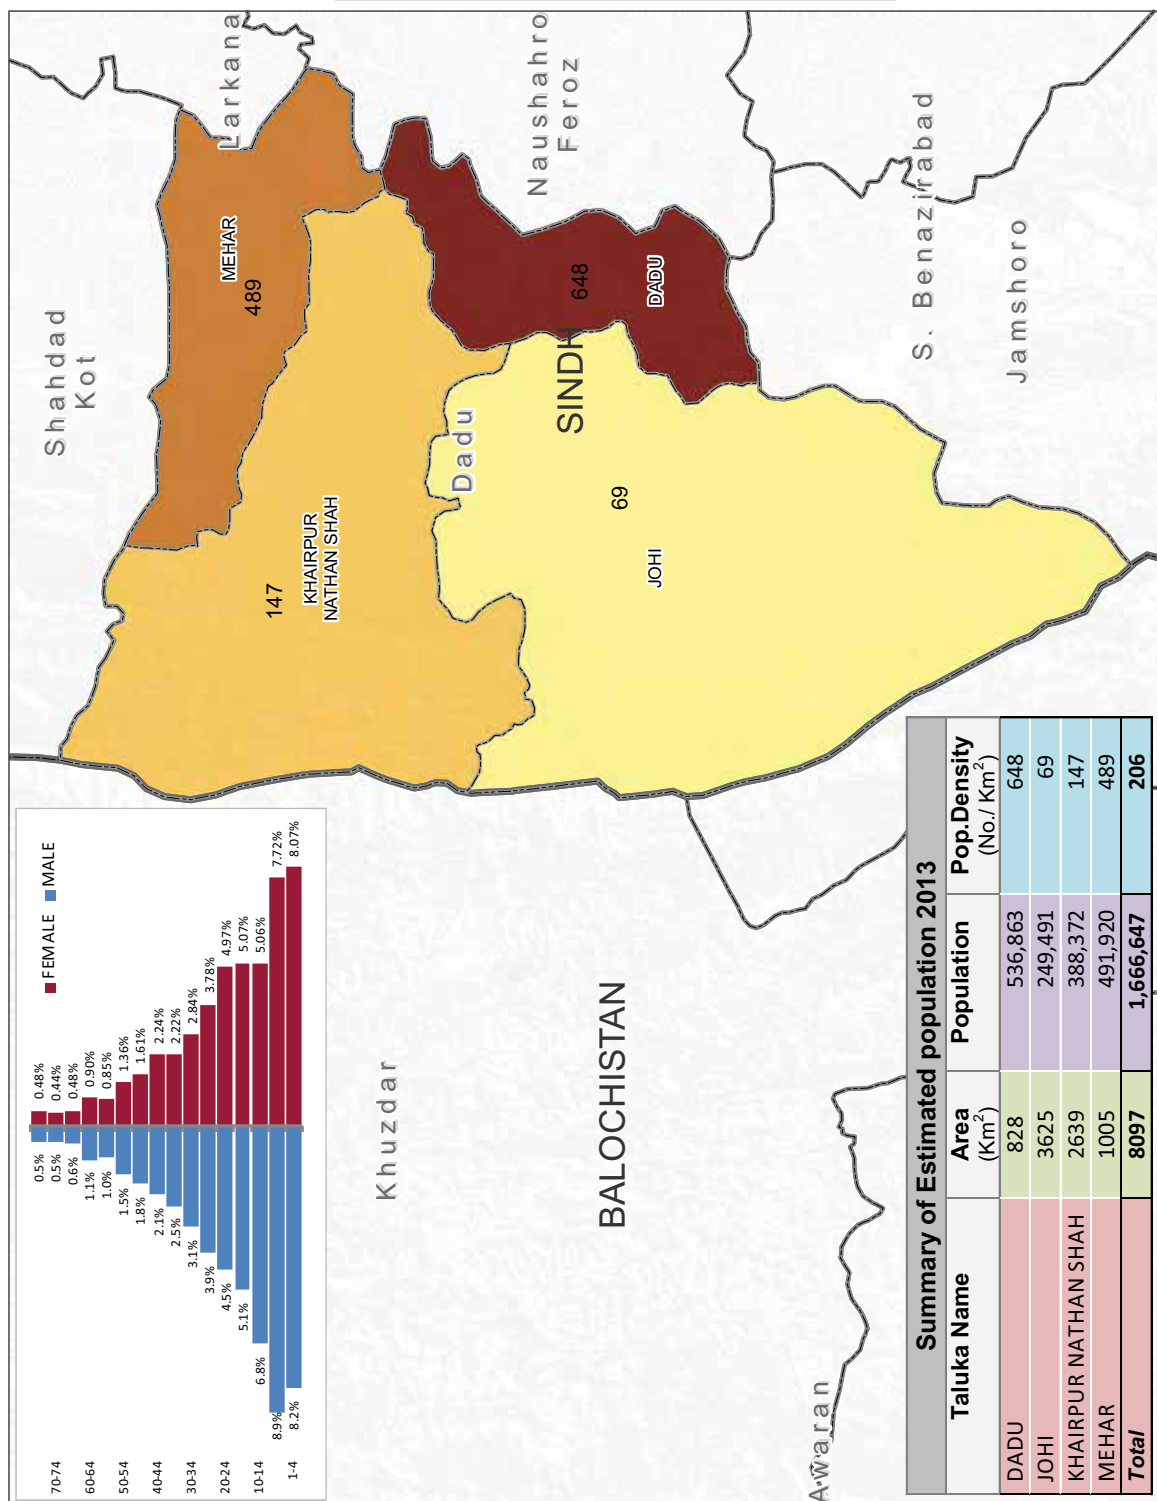 FEMALE MALE
0.5% 0.48%
70-74 0.5% 0.44%
0.6% 0.48%
60-64 1.1% 0.90%
1.0% 0.85%
50-54 1.5% 1.36%
1.8% 1.61%
40-44 2.1% 2.24%
2.5% 2.22%
30-34 3.1% 2.84%
3.9% 3.78%
20-24 4.5% 4.97%
5.1% 5.07%
10-14 6.8% 5.06%
8.9% 7.72%
1-4 8.2% 8.07%
Shahdad
Kot
Larkana
MEHAR
489
147
KHAIRPUR
NATHAN SHAH
Dadu
Naushahro
Feroz
648
SINDH
DADU
69
JOHI
Khuzdar
BALOCHISTAN
Awaran
S. Benazirabad
Jamshoro
Summary of Estimated population 2013
Taluka Name Area (Km2) Population Pop.Density (No./ Km2)
DADU 828 536,863 648
JOHI 3625 249,491 69
KHAIRPUR NATHAN SHAH 2639 388,372 147
MEHAR 1005 491,920 489
Total 8097 1,666,647 206